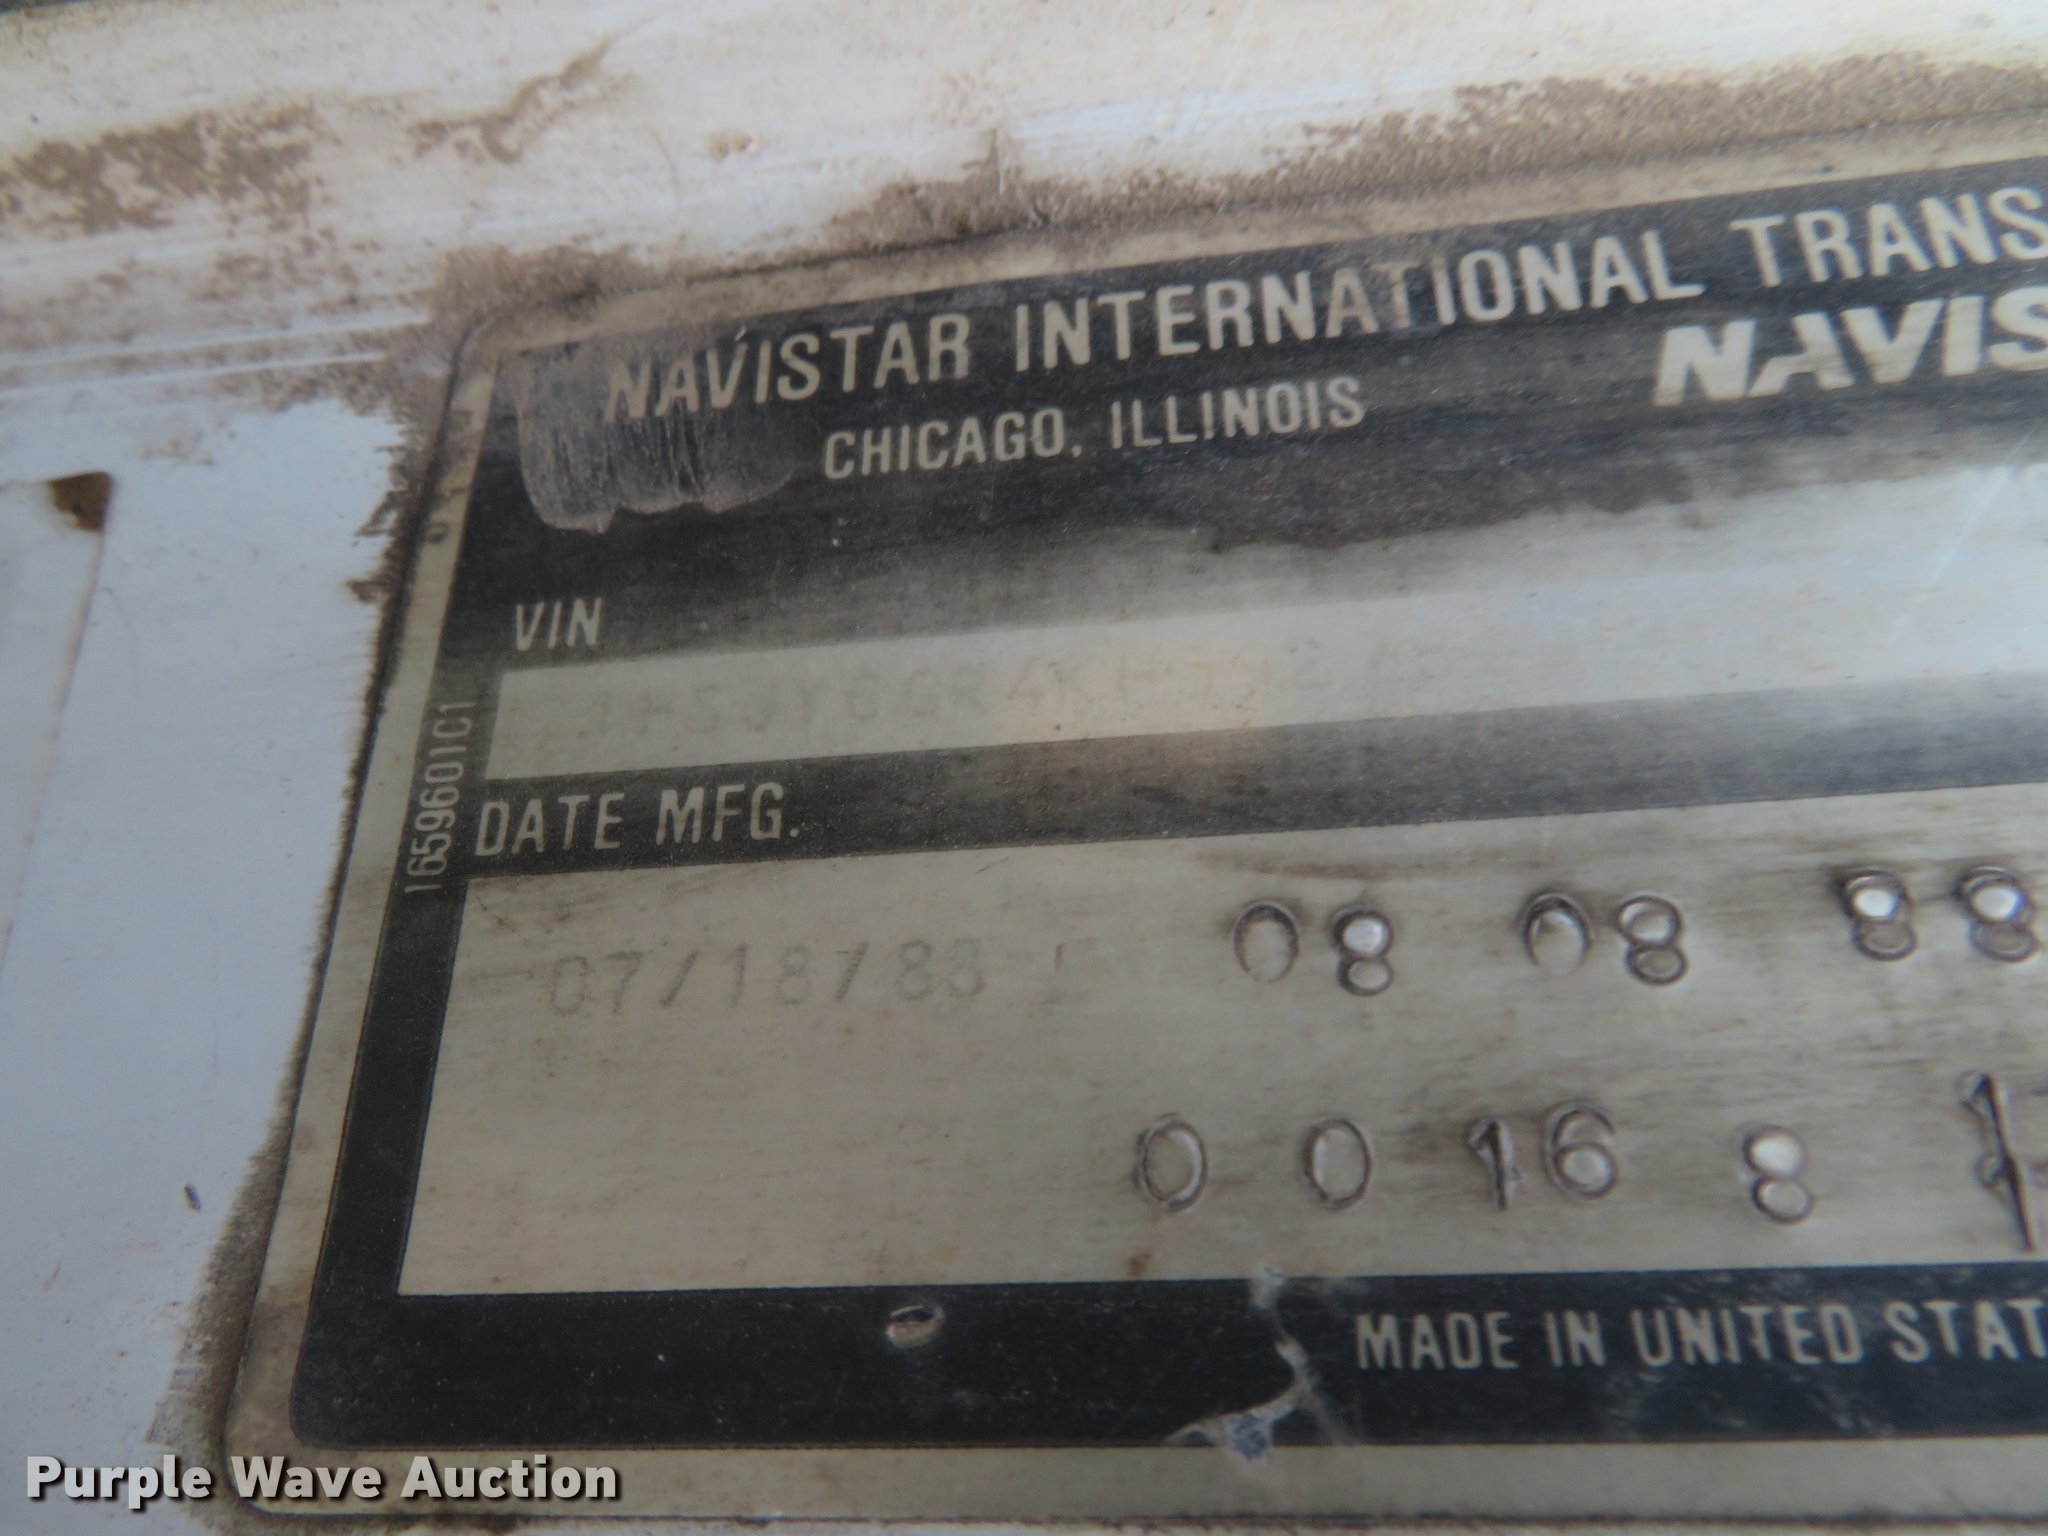 NAVISTAR INTERNATIONAL TRANS
CHICAGO, ILLINOIS
NAVIS
VIN
DATE MFG.
1659601C1
07/18/88
08 08 88
0 0 16 8 1
MADE IN UNITED STAT
Purple Wave Auction